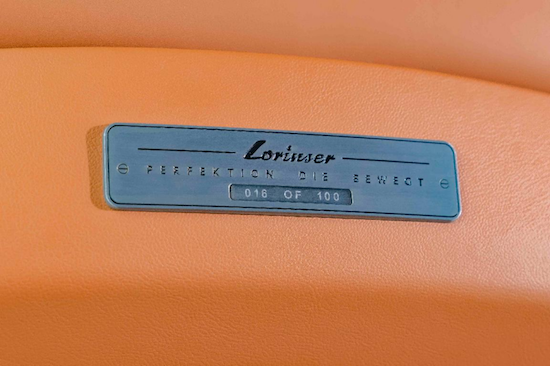 Lorinser
PERFEKTION DIE BEWEGT
016 OF 100